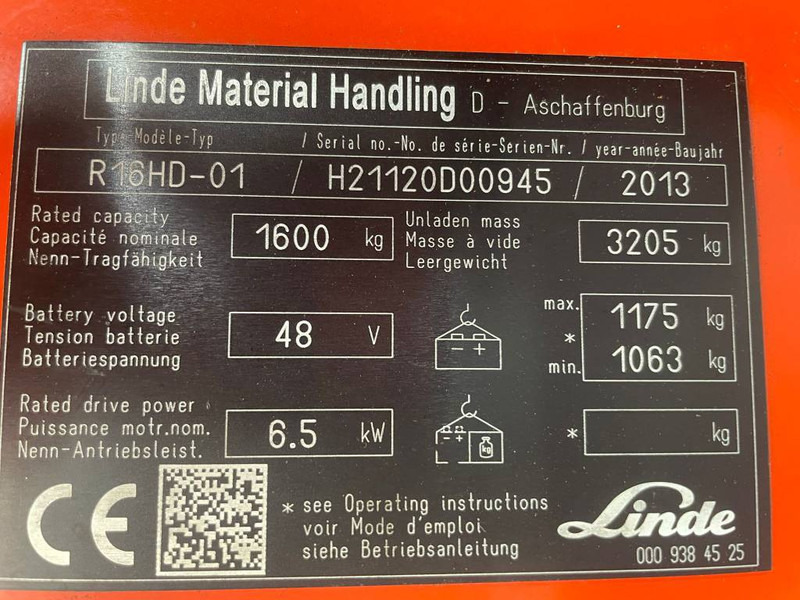 Linde Material Handling D - Aschaffenburg
Type-Modèle-Typ / Serial no.-No. de série-Serien-Nr. / year-année-Baujahr
R16HD-01 / H21120D00945 / 2013
Rated capacity
Capacité nominale
Nenn-Tragfähigkeit
1600 kg
Unladen mass
Masse à vide
Leergewicht
3205 kg
Battery voltage
Tension batterie
Batteriespannung
48 V
- +
max. 1175 kg
*
min. 1063 kg
Rated drive power
Puissance motr.nom.
Nenn-Antriebsleist.
6.5 kW
- + kg
* kg
CE
* see Operating instructions
voir Mode d'emploi
siehe Betriebsanleitung
Linde
000 938 45 25